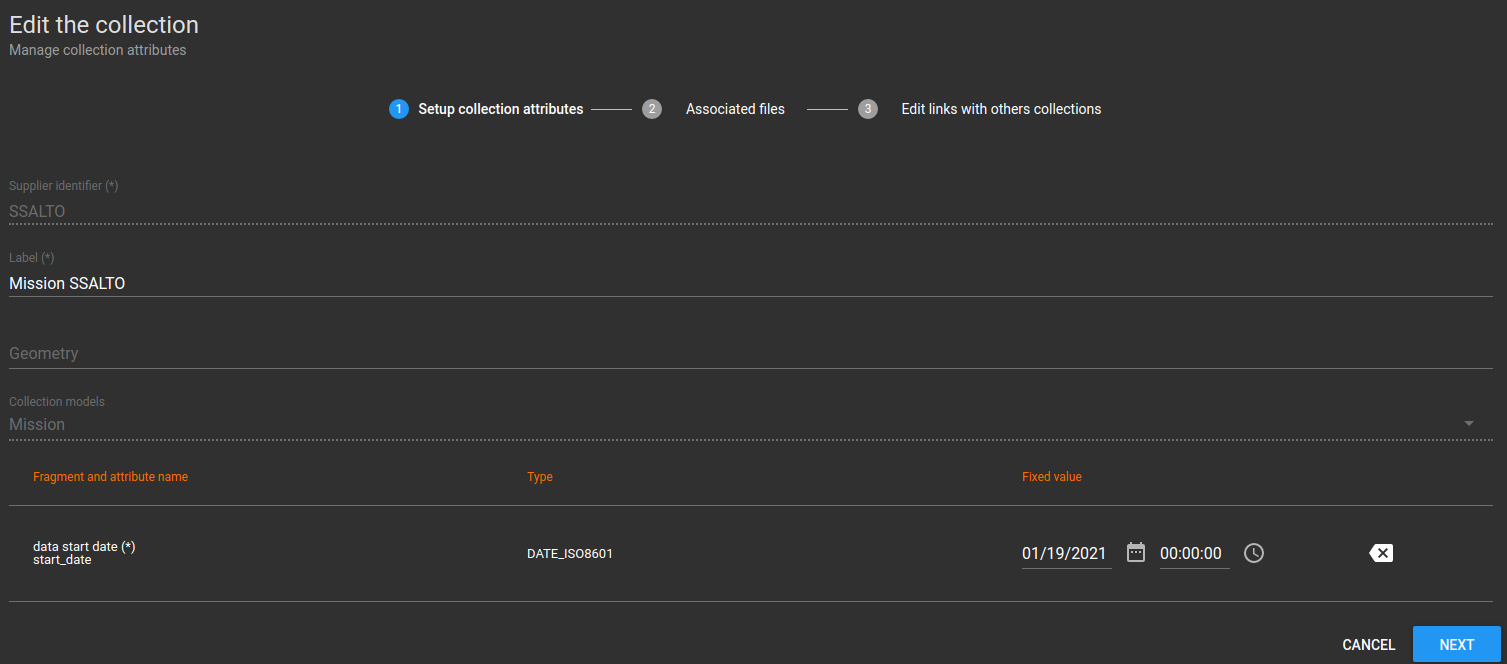 Edit the collection
Manage collection attributes
1 Setup collection attributes 2 Associated files 3 Edit links with others collections
Supplier identifier (*)
SSALTO
Label (*)
Mission SSALTO
Geometry
Collection models
Mission
Fragment and attribute name Type Fixed value
data start date (*)
start_date
DATE_ISO8601
01/19/2021 00:00:00
CANCEL NEXT